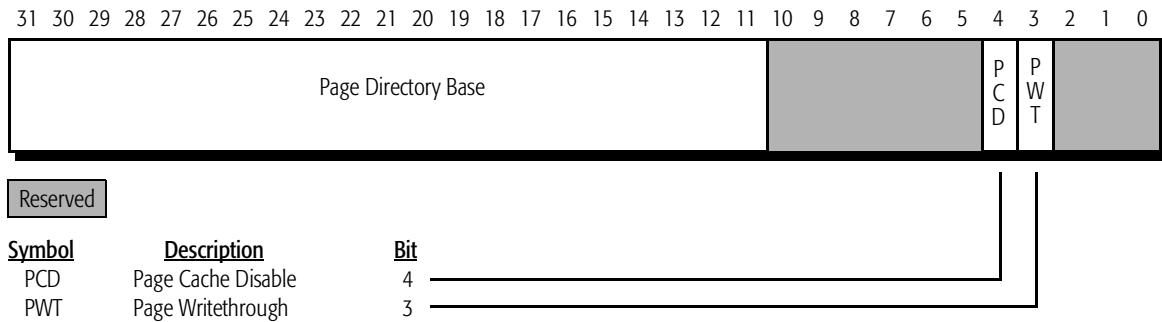 31 30 29 28 27 26 25 24 23 22 21 20 19 18 17 16 15 14 13 12 11 10 9 8 7 6 5 4 3 2 1 0
Page Directory Base
PCD
PWT
Reserved
Symbol Description Bit
PCD Page Cache Disable 4
PWT Page Writethrough 3